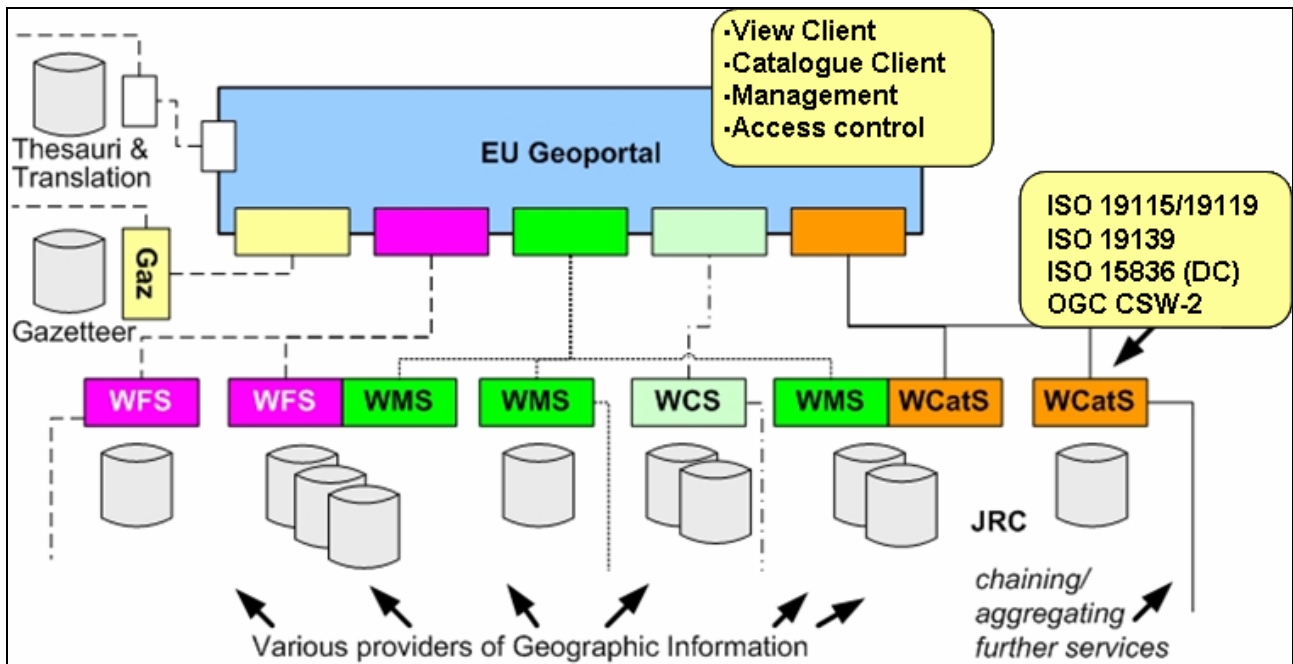 ·View Client
·Catalogue Client
·Management
·Access control
Thesauri &
Translation
EU Geoportal
ISO 19115/19119
ISO 19139
ISO 15836 (DC)
OGC CSW-2
Gaz
Gazetteer
WFS
WFS
WMS
WMS
WCS
WMS
WCatS
WCatS
JRC
chaining/
aggregating
further services
Various providers of Geographic Information